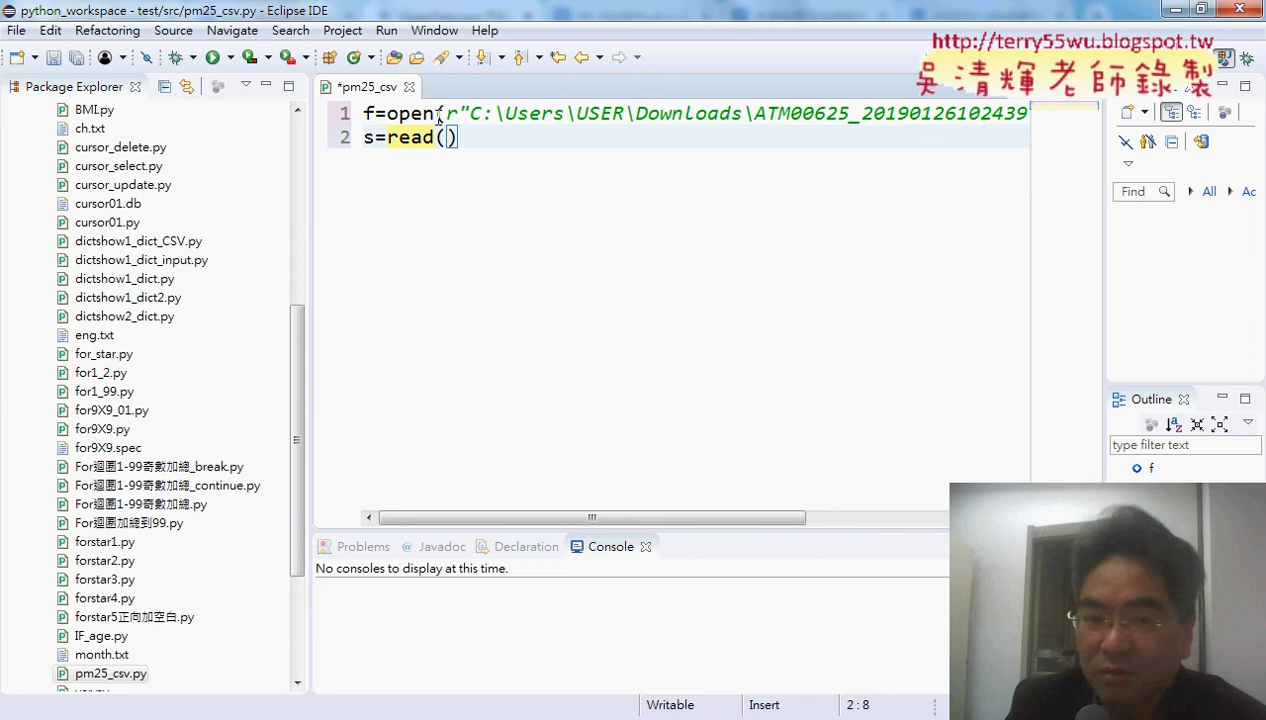 python_workspace - test/src/pm25_csv.py - Eclipse IDE
File Edit Refactoring Source Navigate Search Project Run Window Help
http://terry55wu.blogspot.tw
吳清輝老師錄製
Package Explorer
*pm25_csv
BMI.py
ch.txt
cursor_delete.py
cursor_select.py
cursor_update.py
cursor01.db
cursor01.py
dictshow1_dict_CSV.py
dictshow1_dict_input.py
dictshow1_dict.py
dictshow1_dict2.py
dictshow2_dict.py
eng.txt
for_star.py
for1_2.py
for1_99.py
for9X9_01.py
for9X9.py
for9X9.spec
For迴圈1-99奇數加總_break.py
For迴圈1-99奇數加總_continue.py
For迴圈1-99奇數加總.py
For迴圈加總到99.py
forstar1.py
forstar2.py
forstar3.py
forstar4.py
forstar5正向加空白.py
IF_age.py
month.txt
pm25_csv.py
1 f=open(r"C:\Users\USER\Downloads\ATM00625_20190126102439
2 s=read()
Find All Ac
Outline
type filter text
f
Problems Javadoc Declaration Console
No consoles to display at this time.
Writable Insert 2 : 8